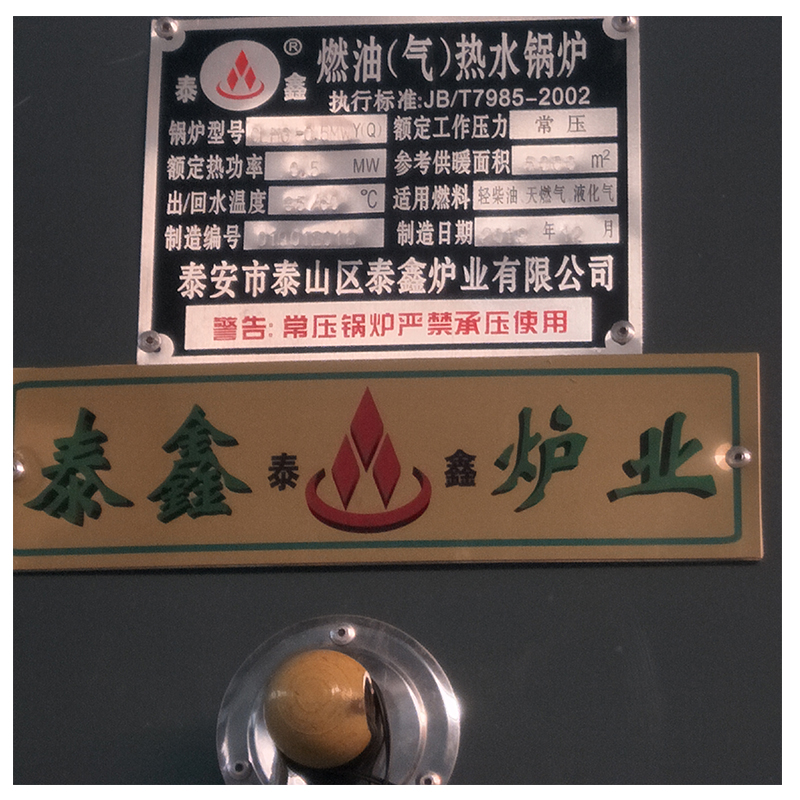 泰 ® 鑫 燃油(气)热水锅炉
执行标准:JB/T7985-2002
锅炉型号 Y(Q) 额定工作压力 常压
额定热功率 0.5 MW 参考供暖面积 m²
出/回水温度 ℃ 适用燃料 轻柴油 天燃气 液化气
制造编号 制造日期 年 月
泰安市泰山区泰鑫炉业有限公司
警告:常压锅炉严禁承压使用
泰鑫 泰 鑫 炉业